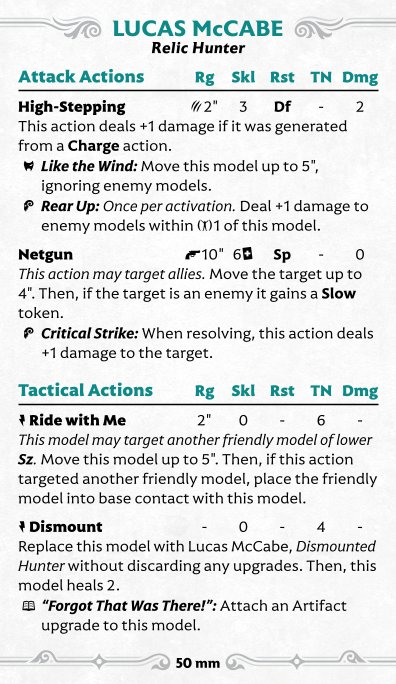 LUCAS McCABE
Relic Hunter
Attack Actions Rg Skl Rst TN Dmg
High-Stepping 2" 3 Df - 2
This action deals +1 damage if it was generated
from a Charge action.
Like the Wind: Move this model up to 5",
ignoring enemy models.
Rear Up: Once per activation. Deal +1 damage to
enemy models within 1 of this model.
Netgun 10" 6 Sp - 0
This action may target allies. Move the target up to
4". Then, if the target is an enemy it gains a Slow
token.
Critical Strike: When resolving, this action deals
+1 damage to the target.
Tactical Actions Rg Skl Rst TN Dmg
Ride with Me 2" 0 - 6 -
This model may target another friendly model of lower
Sz. Move this model up to 5". Then, if this action
targeted another friendly model, place the friendly
model into base contact with this model.
Dismount - 0 - 4 -
Replace this model with Lucas McCabe, Dismounted
Hunter without discarding any upgrades. Then, this
model heals 2.
"Forgot That Was There!": Attach an Artifact
upgrade to this model.
50 mm